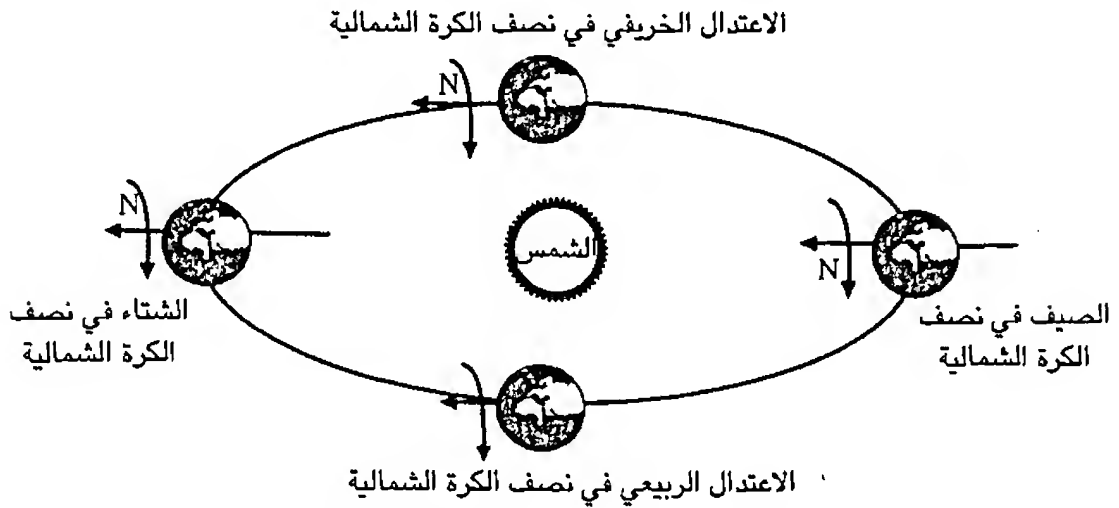 الاعتدال الخريفي في نصف الكرة الشمالية
N
N
N
الشمس
الصيف في نصف
الكرة الشمالية
الشتاء في نصف
الكرة الشمالية
الاعتدال الربيعي في نصف الكرة الشمالية